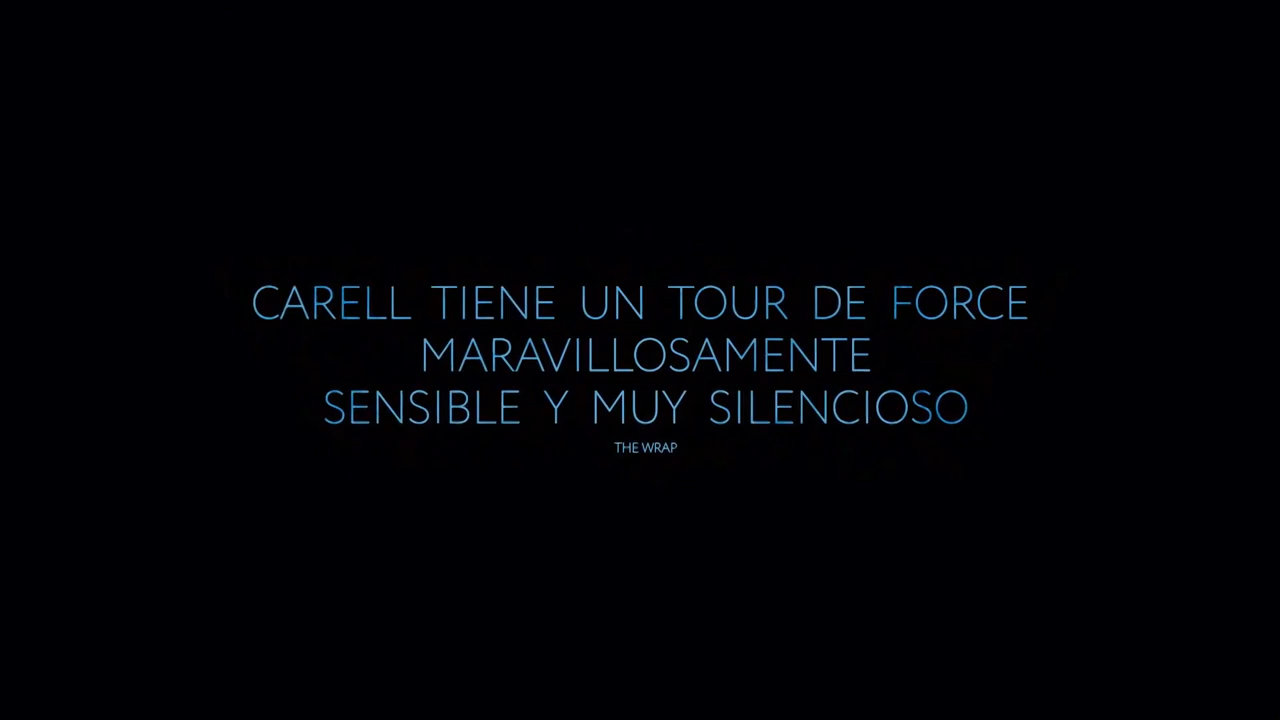 CARELL TIENE UN TOUR DE FORCE
MARAVILLOSAMENTE
SENSIBLE Y MUY SILENCIOSO
THE WRAP